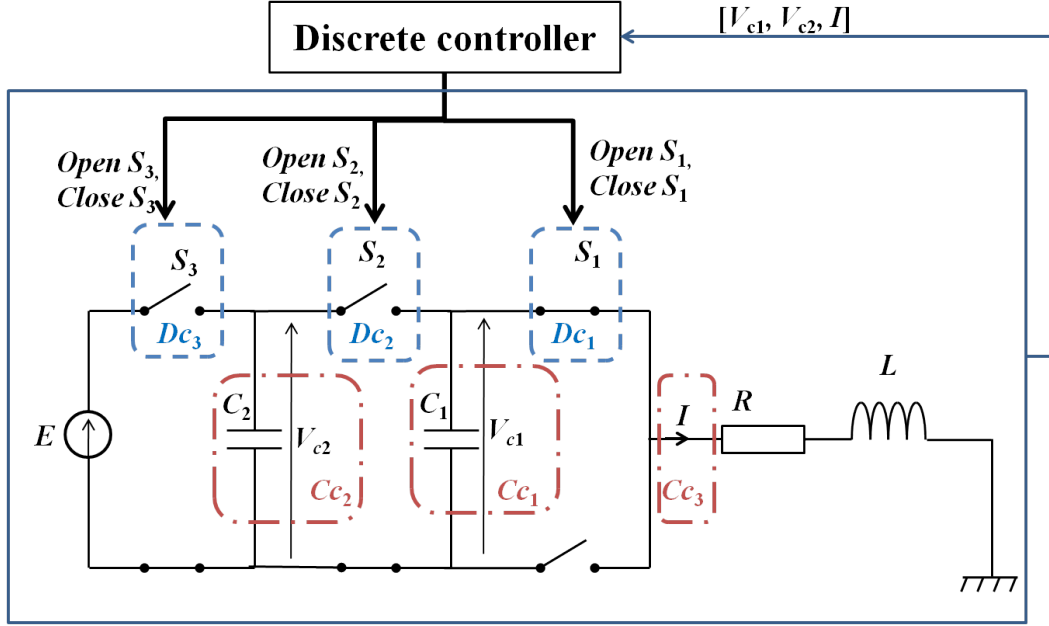 Discrete controller
[Vc1, Vc2, I]
Open S3,
Close S3
Open S2,
Close S2
Open S1,
Close S1
S3
S2
S1
Dc3
Dc2
Dc1
E
C2
Vc2
Cc2
C1
Vc1
Cc1
I
Cc3
R
L